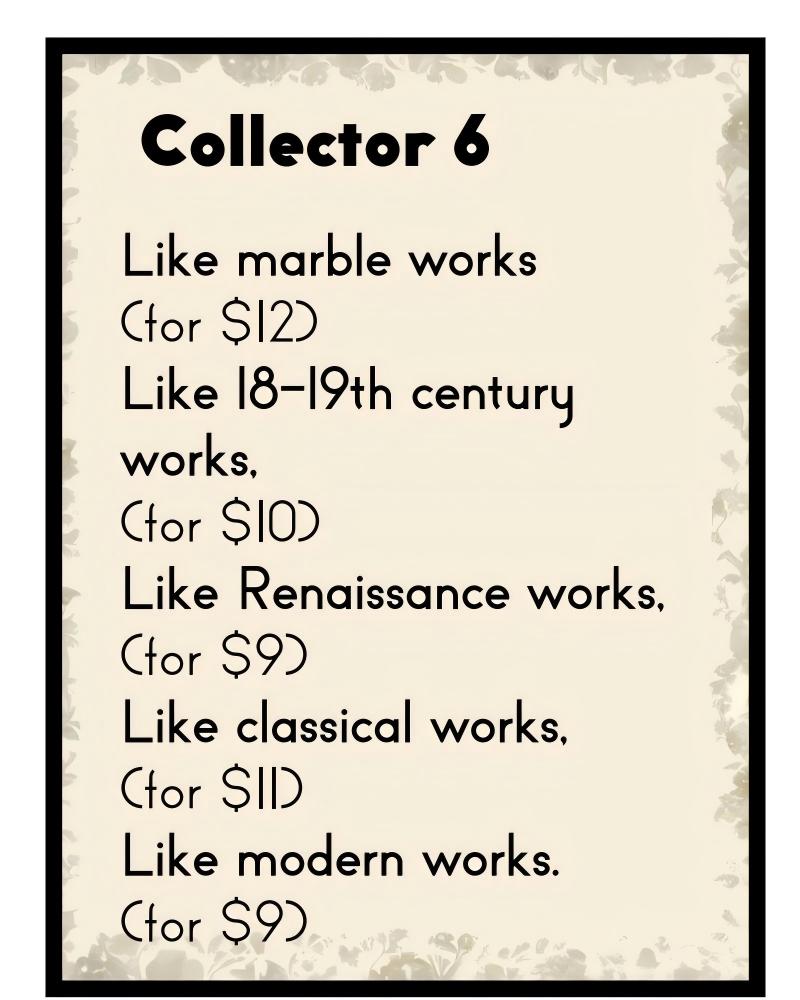 Collector 6
Like marble works
(for $12)
Like 18-19th century
works,
(for $10)
Like Renaissance works,
(for $9)
Like classical works,
(for $11)
Like modern works.
(for $9)